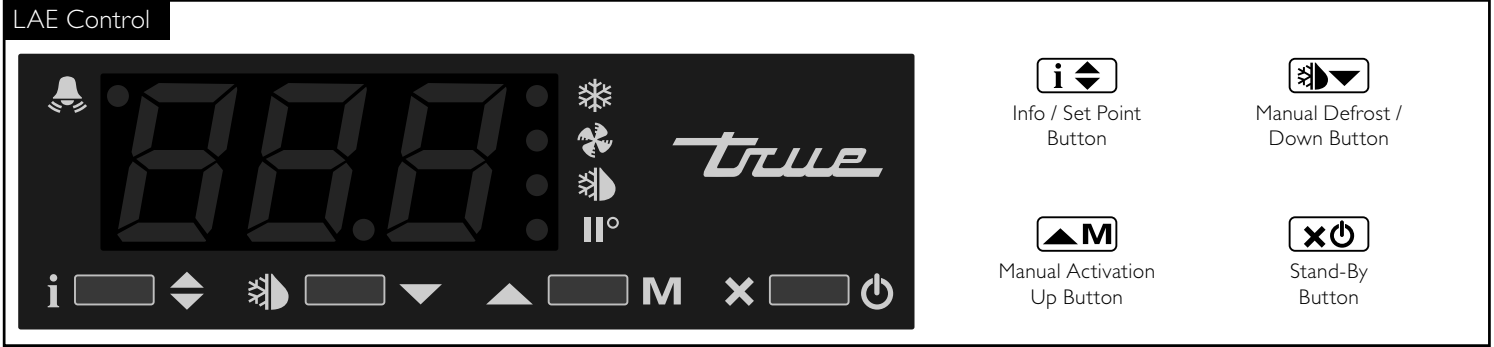 LAE Control
true
i
M
i
Info / Set Point
Button
Manual Defrost /
Down Button
M
Manual Activation
Up Button
Stand-By
Button